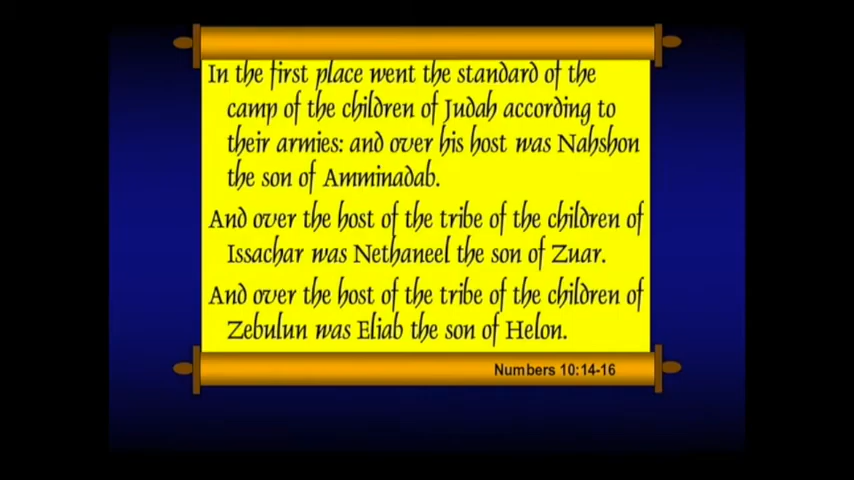 In the first place went the standard of the
camp of the children of Judah according to
their armies: and over his host was Nahshon
the son of Amminadab.
And over the host of the tribe of the children of
Issachar was Nethaneel the son of Zuar.
And over the host of the tribe of the children of
Zebulun was Eliab the son of Helon.
Numbers 10:14-16